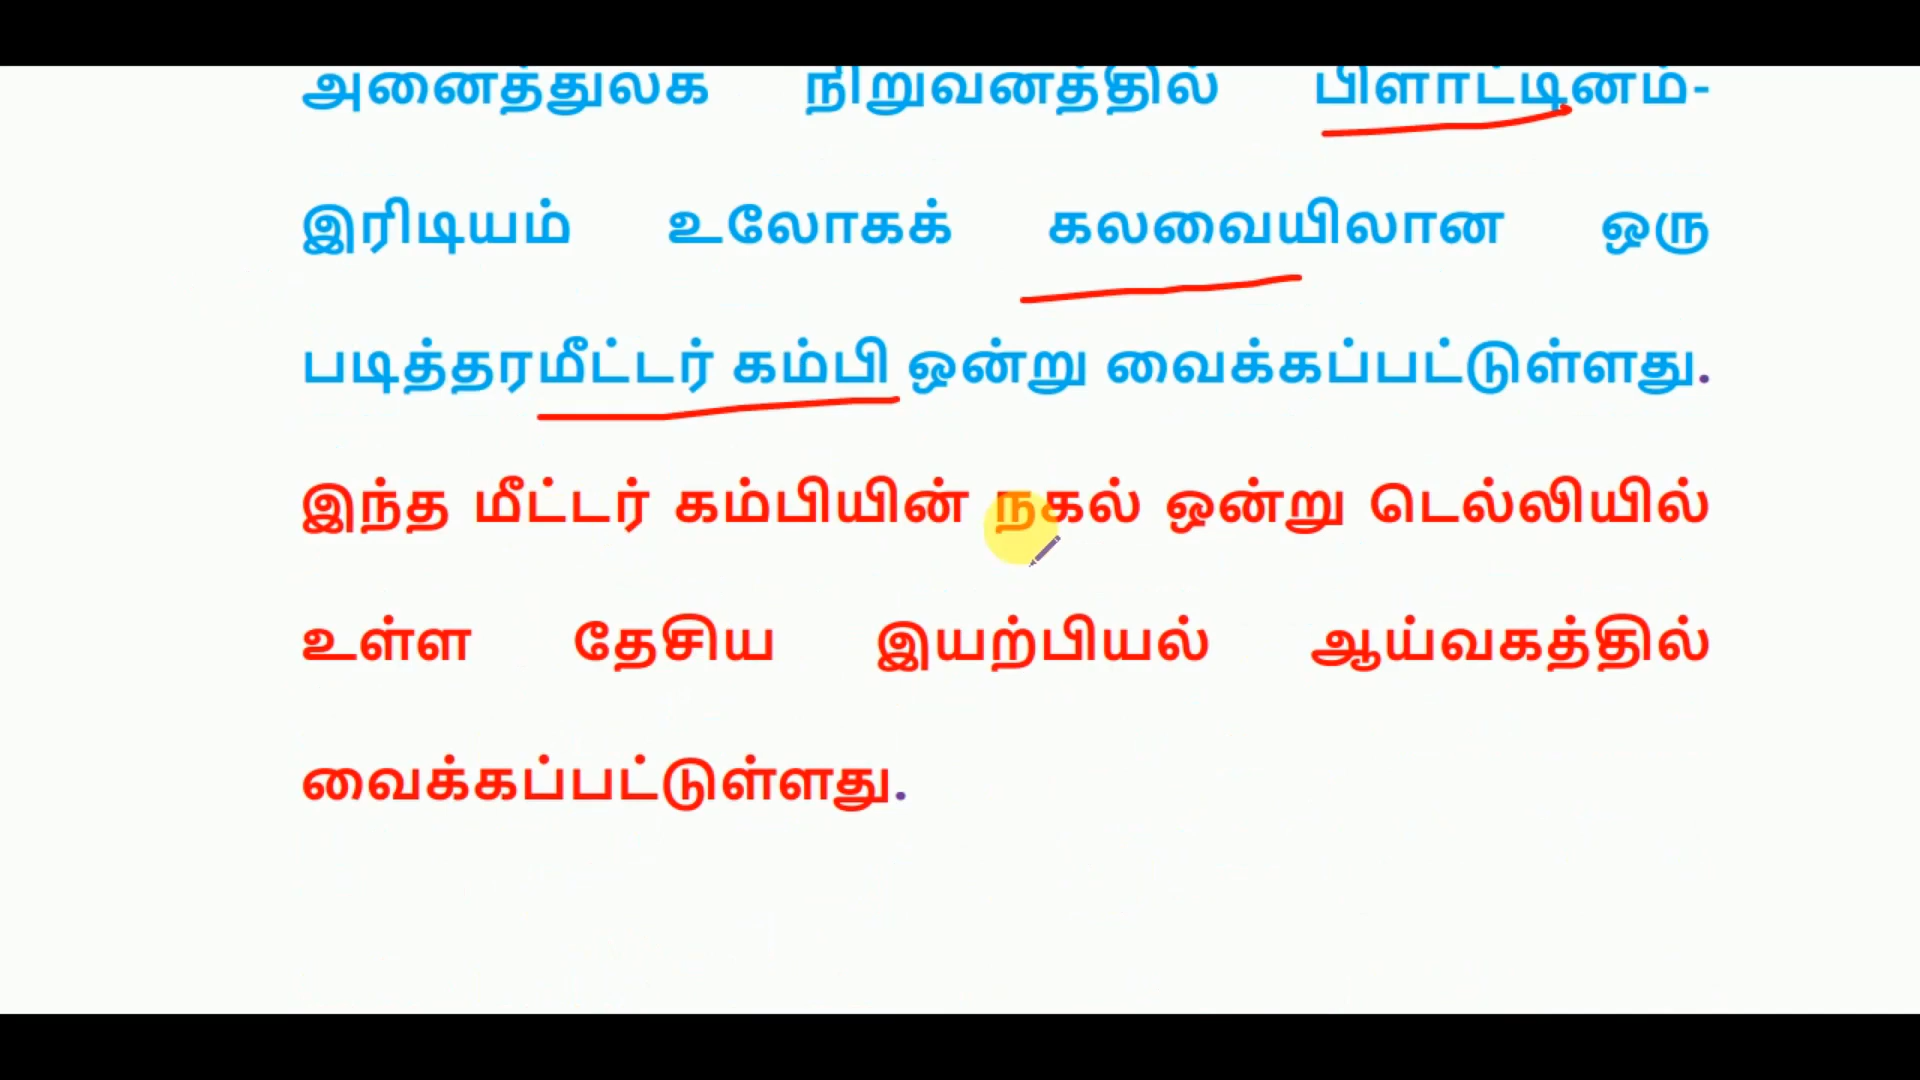 அனைத்துலக நிறுவனத்தில் பிளாட்டினம்-
இரிடியம் உலோகக் கலவையிலான ஒரு
படித்தரமீட்டர் கம்பி ஒன்று வைக்கப்பட்டுள்ளது.
இந்த மீட்டர் கம்பியின் நகல் ஒன்று டெல்லியில்
உள்ள தேசிய இயற்பியல் ஆய்வகத்தில்
வைக்கப்பட்டுள்ளது.